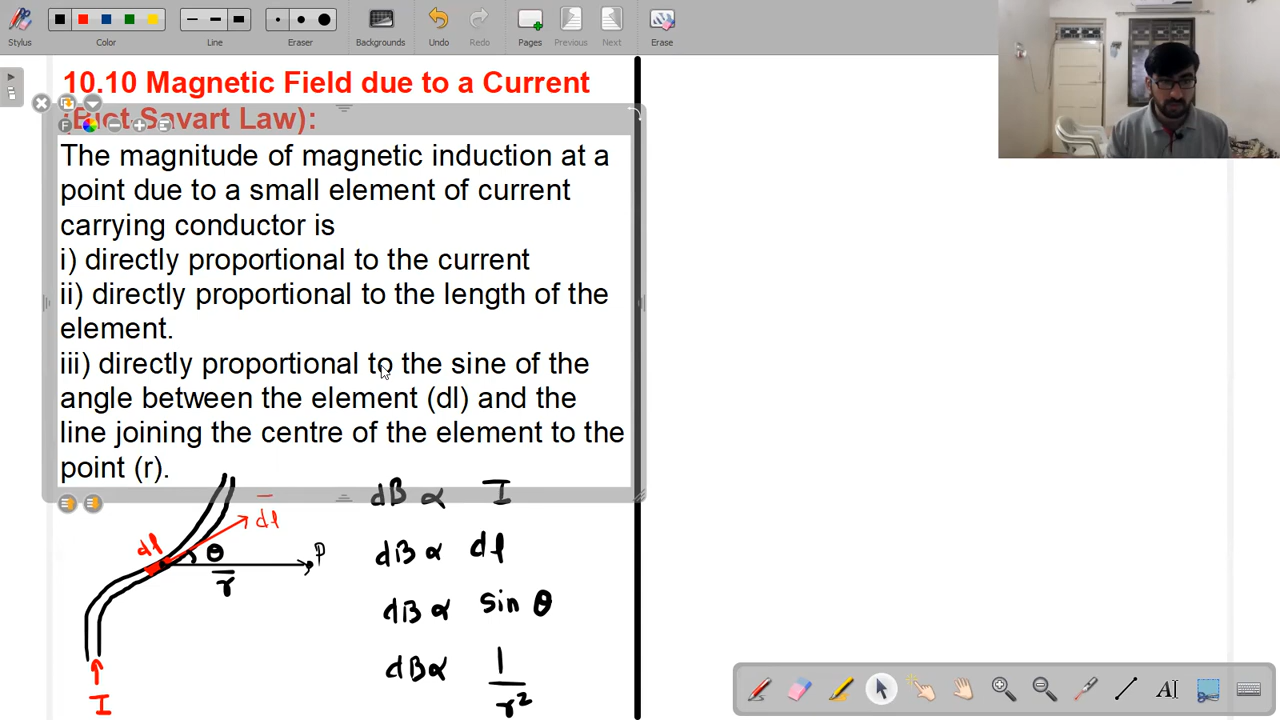 Stylus
Color
Line
Eraser
Backgrounds
Undo
Redo
Pages
Previous
Next
Erase
10.10 Magnetic Field due to a Current
(Biot Savart Law):
The magnitude of magnetic induction at a
point due to a small element of current
carrying conductor is
i) directly proportional to the current
ii) directly proportional to the length of the
element.
iii) directly proportional to the sine of the
angle between the element (dl) and the
line joining the centre of the element to the
point (r).
dB α I
dl
dl
θ
P
r
dB α dl
dB α sin θ
dB α 1/r²
I